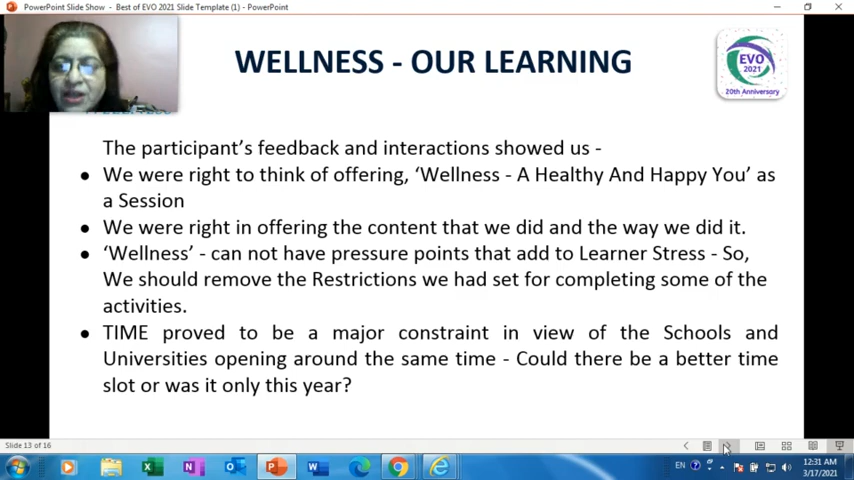 PowerPoint Slide Show - Best of EVO 2021 Slide Template (1) - PowerPoint
WELLNESS - OUR LEARNING
EVO
2021
20th Anniversary
The participant's feedback and interactions showed us -
● We were right to think of offering, ‘Wellness - A Healthy And Happy You’ as
a Session
● We were right in offering the content that we did and the way we did it.
● ‘Wellness’ - can not have pressure points that add to Learner Stress - So,
We should remove the Restrictions we had set for completing some of the
activities.
● TIME proved to be a major constraint in view of the Schools and
Universities opening around the same time - Could there be a better time
slot or was it only this year?
Slide 13 of 16
EN
12:31 AM
3/17/2021